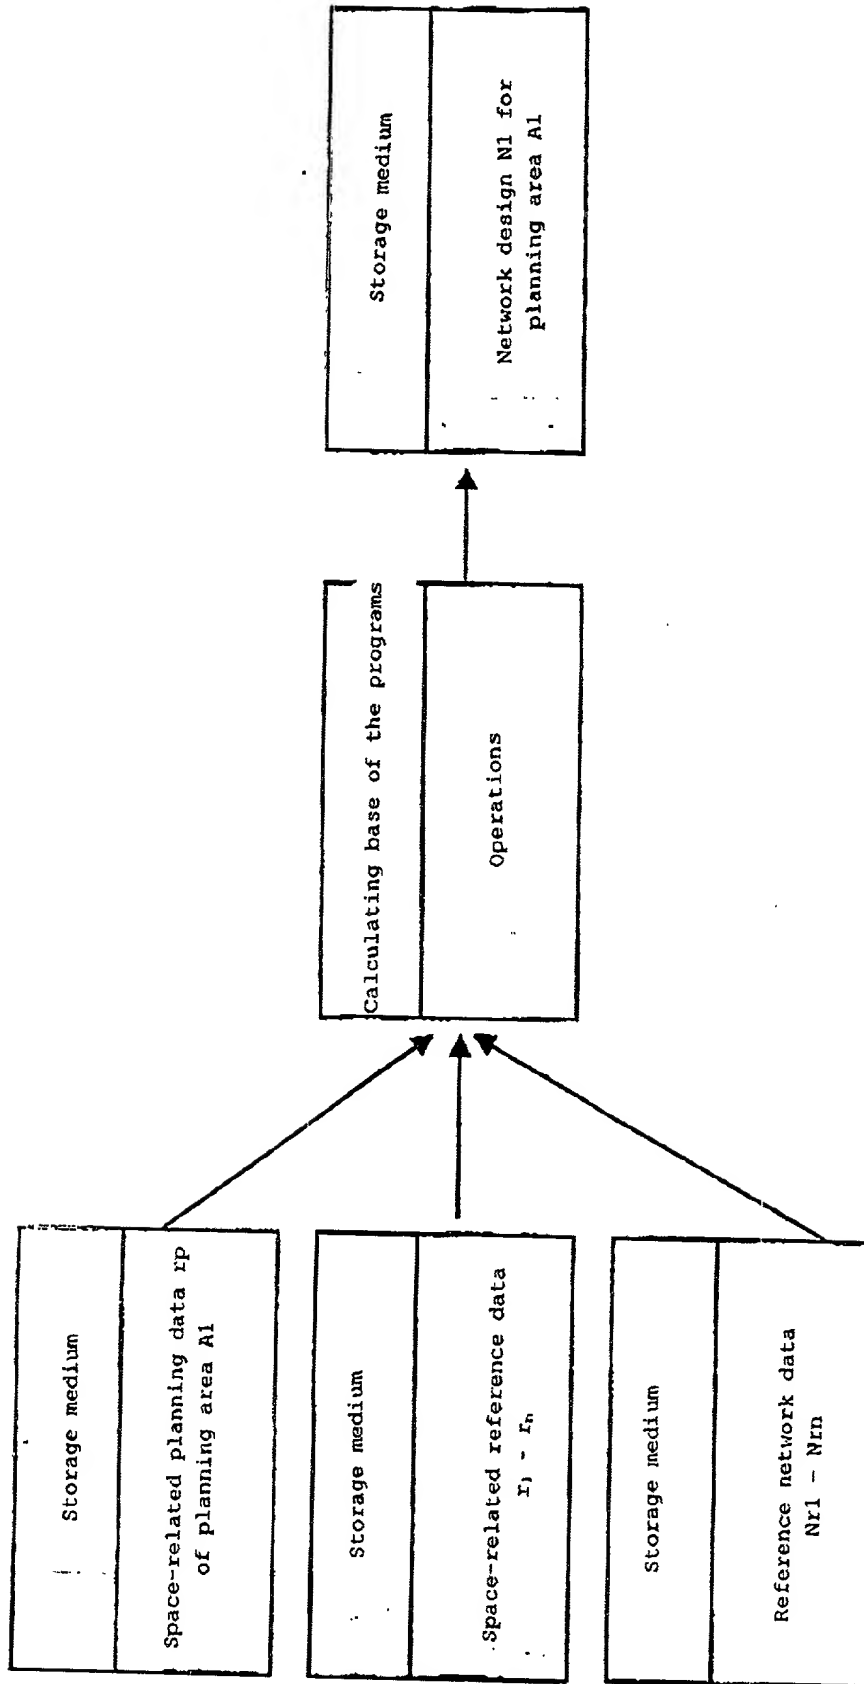 Storage medium
Space-related planning data rp
of planning area A1
Storage medium
Space-related reference data
r₁ - rₙ
Storage medium
Reference network data
Nr1 - Nrn
Calculating base of the programs
Operations
Storage medium
Network design N1 for
planning area A1